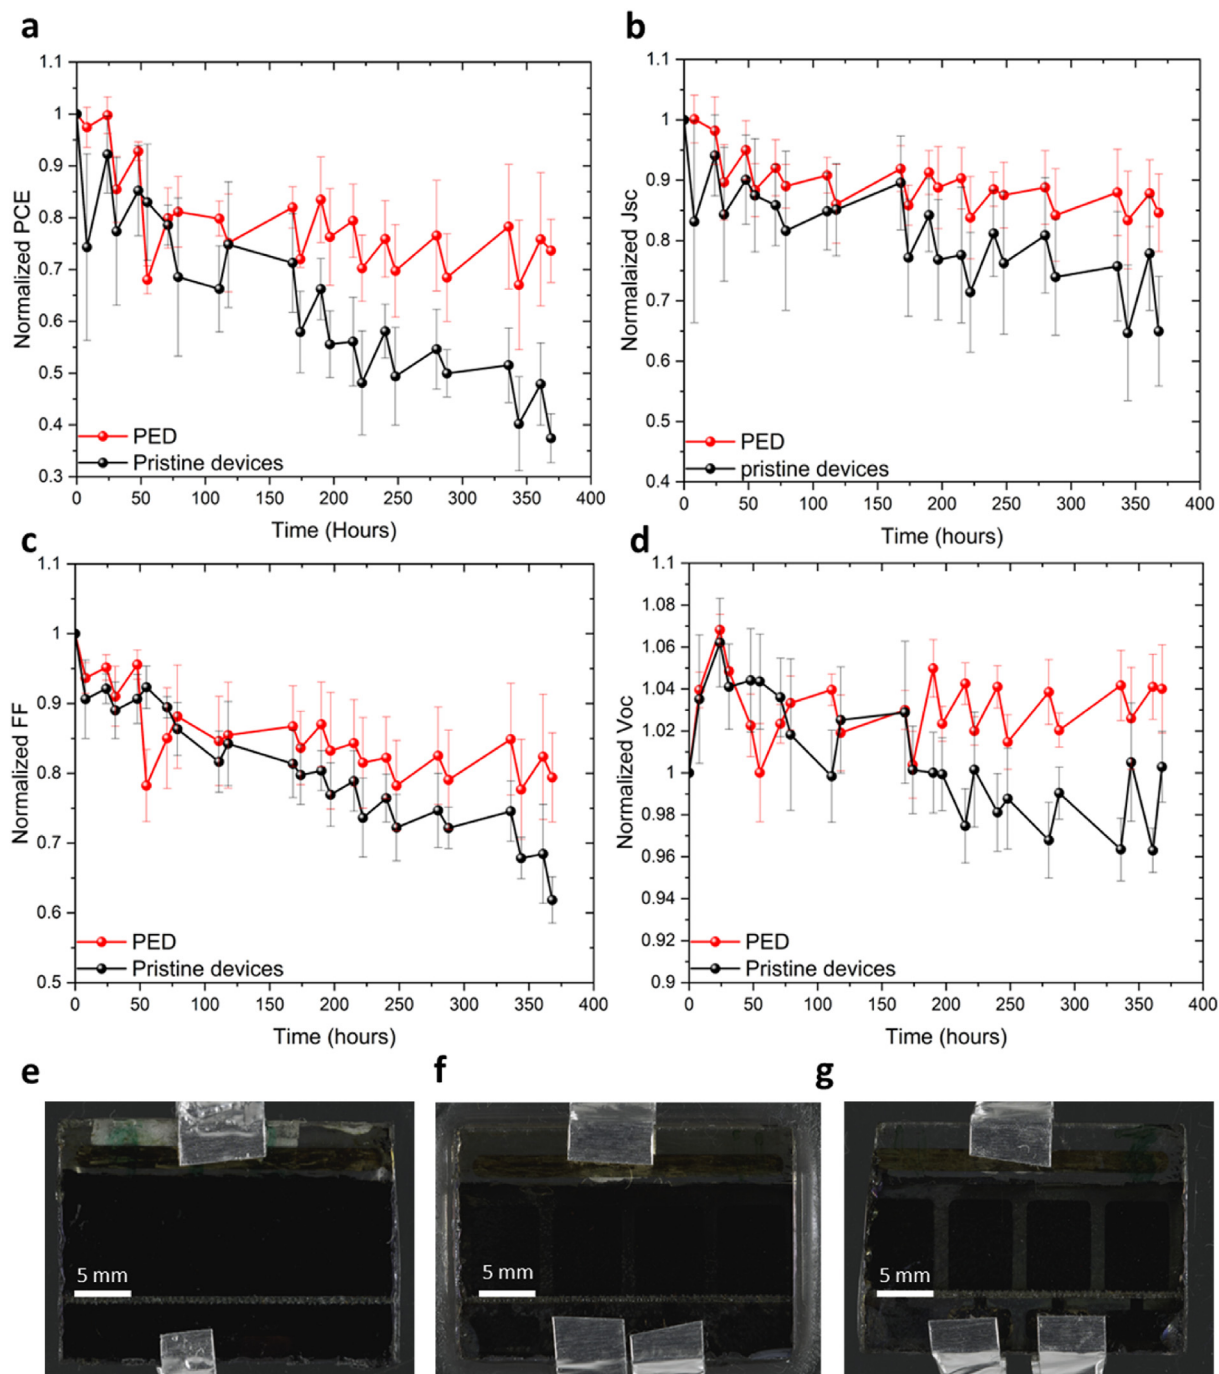 a
1.1
1
0.9
0.8
0.7
0.6
0.5
0.4
0.3
Normalized PCE
PED
Pristine devices
0 50 100 150 200 250 300 350 400
Time (Hours)
b
1.1
1
0.9
0.8
0.7
0.6
0.5
0.4
Normalaized Jsc
PED
pristine devices
0 50 100 150 200 250 300 350 400
Time (hours)
c
1.1
1
0.9
0.8
0.7
0.6
0.5
Normalized FF
PED
Pristine devices
0 50 100 150 200 250 300 350 400
Time (hours)
d
1.1
1.08
1.06
1.04
1.02
1
0.98
0.96
0.94
0.92
0.9
Normalized Voc
PED
Pristine devices
0 50 100 150 200 250 300 350 400
Time (hours)
e
5 mm
f
5 mm
g
5 mm